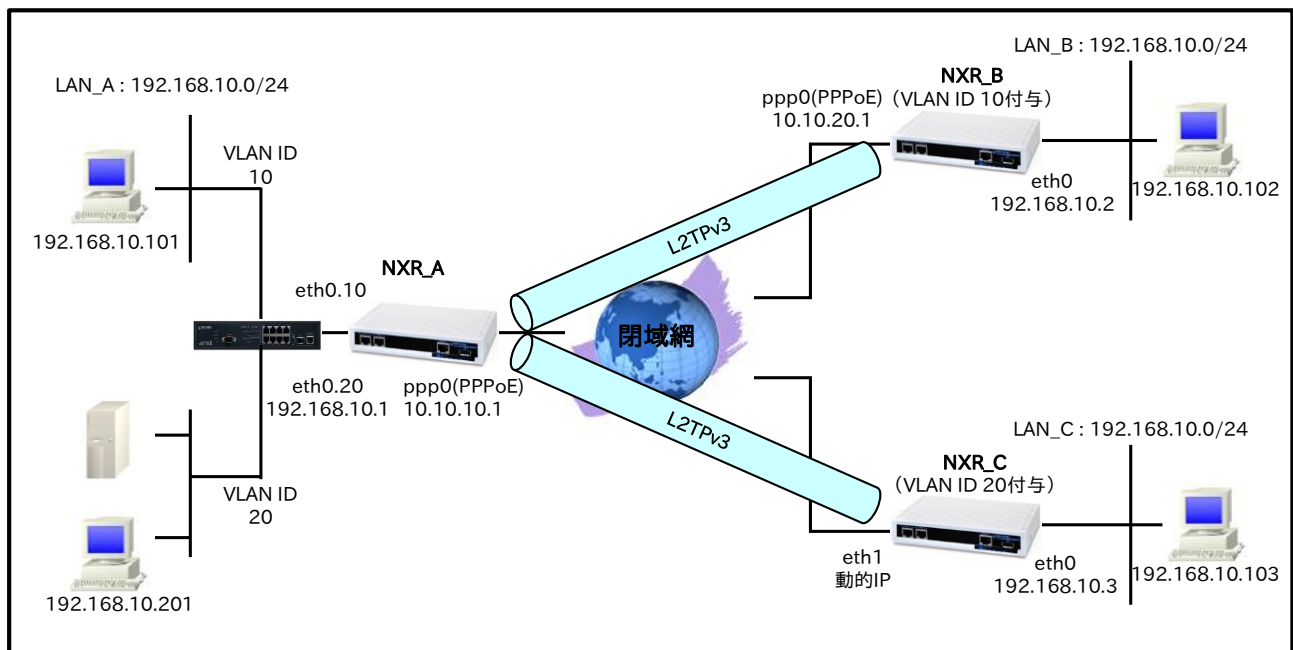 LAN_A : 192.168.10.0/24
VLAN ID
10
192.168.10.101
NXR_A
eth0.10
eth0.20
192.168.10.1
ppp0(PPPoE)
10.10.10.1
VLAN ID
20
192.168.10.201
L2TPv3
閉域網
L2TPv3
LAN_B : 192.168.10.0/24
NXR_B
(VLAN ID 10付与)
ppp0(PPPoE)
10.10.20.1
eth0
192.168.10.2
192.168.10.102
LAN_C : 192.168.10.0/24
NXR_C
(VLAN ID 20付与)
eth1
動的IP
eth0
192.168.10.3
192.168.10.103